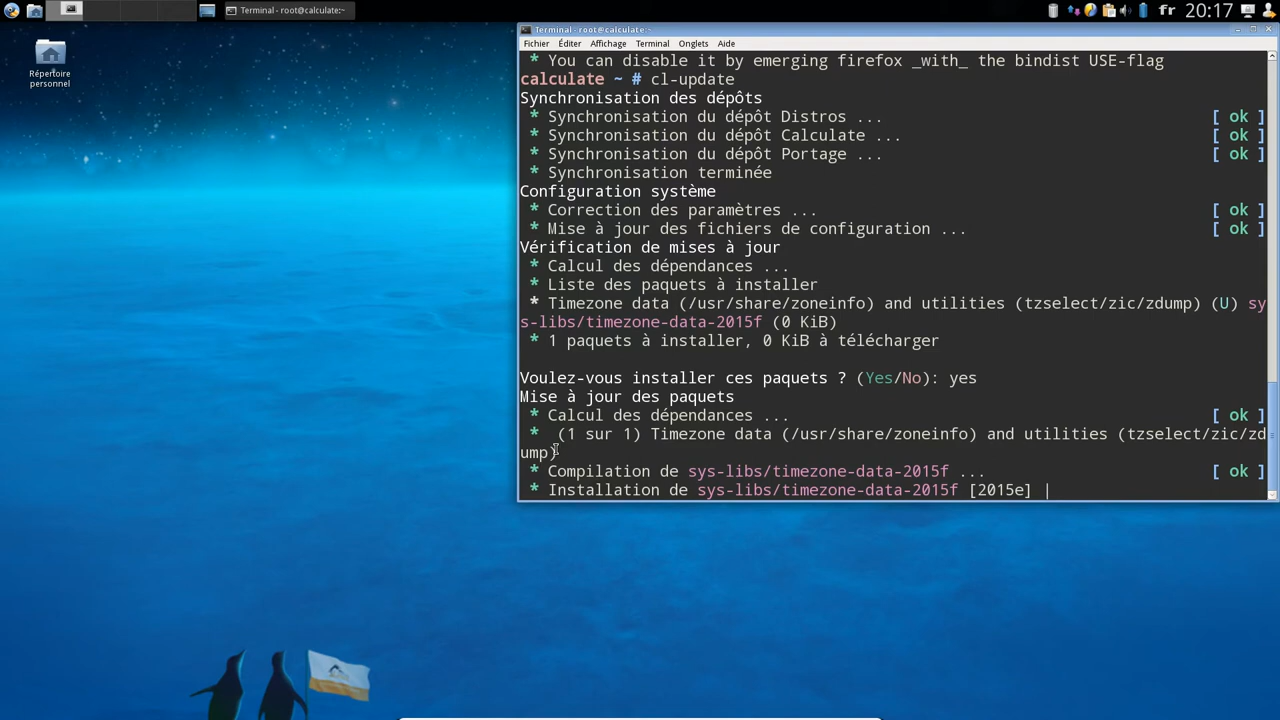 Terminal - root@calculate:~
fr
20:17
Répertoire
personnel
Terminal - root@calculate:~
Fichier Éditer Affichage Terminal Onglets Aide
* You can disable it by emerging firefox _with_ the bindist USE-flag
calculate ~ # cl-update
Synchronisation des dépôts
* Synchronisation du dépôt Distros ... [ ok ]
* Synchronisation du dépôt Calculate ... [ ok ]
* Synchronisation du dépôt Portage ... [ ok ]
* Synchronisation terminée
Configuration système
* Correction des paramètres ... [ ok ]
* Mise à jour des fichiers de configuration ... [ ok ]
Vérification de mises à jour
* Calcul des dépendances ...
* Liste des paquets à installer
* Timezone data (/usr/share/zoneinfo) and utilities (tzselect/zic/zdump) (U) sy
s-libs/timezone-data-2015f (0 KiB)
* 1 paquets à installer, 0 KiB à télécharger
Voulez-vous installer ces paquets ? (Yes/No): yes
Mise à jour des paquets
* Calcul des dépendances ... [ ok ]
* (1 sur 1) Timezone data (/usr/share/zoneinfo) and utilities (tzselect/zic/zd
ump)
* Compilation de sys-libs/timezone-data-2015f ... [ ok ]
* Installation de sys-libs/timezone-data-2015f [2015e] |